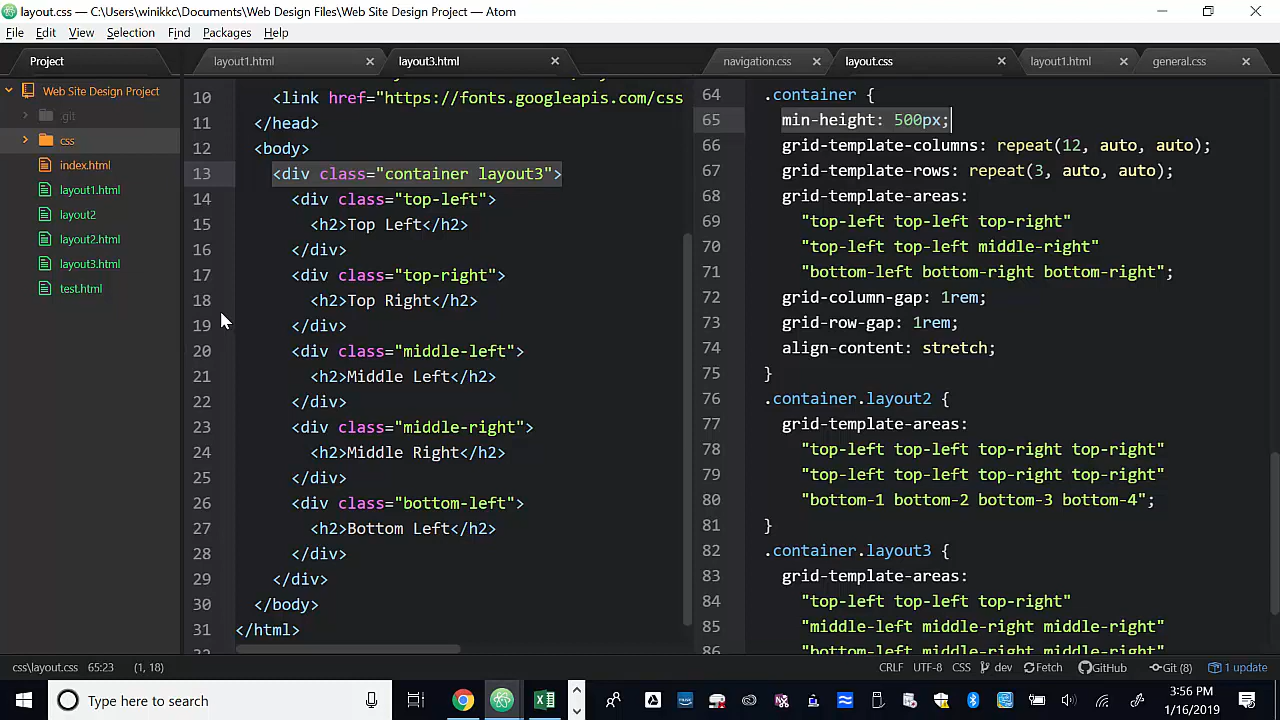 layout.css — C:\Users\winikkc\Documents\Web Design Files\Web Site Design Project — Atom
File Edit View Selection Find Packages Help
Project
layout1.html
layout3.html
navigation.css
layout.css
layout1.html
general.css
Web Site Design Project
.git
css
index.html
layout1.html
layout2
layout2.html
layout3.html
test.html
10 <link href="https://fonts.googleapis.com/css
11 </head>
12 <body>
13 <div class="container layout3">
14 <div class="top-left">
15 <h2>Top Left</h2>
16 </div>
17 <div class="top-right">
18 <h2>Top Right</h2>
19 </div>
20 <div class="middle-left">
21 <h2>Middle Left</h2>
22 </div>
23 <div class="middle-right">
24 <h2>Middle Right</h2>
25 </div>
26 <div class="bottom-left">
27 <h2>Bottom Left</h2>
28 </div>
29 </div>
30 </body>
31 </html>
64 .container {
65 min-height: 500px;
66 grid-template-columns: repeat(12, auto, auto);
67 grid-template-rows: repeat(3, auto, auto);
68 grid-template-areas:
69 "top-left top-left top-right"
70 "top-left top-left middle-right"
71 "bottom-left bottom-right bottom-right";
72 grid-column-gap: 1rem;
73 grid-row-gap: 1rem;
74 align-content: stretch;
75 }
76 .container.layout2 {
77 grid-template-areas:
78 "top-left top-left top-right top-right"
79 "top-left top-left top-right top-right"
80 "bottom-1 bottom-2 bottom-3 bottom-4";
81 }
82 .container.layout3 {
83 grid-template-areas:
84 "top-left top-left top-right"
85 "middle-left middle-right middle-right"
86 "bottom-left middle-right middle-right"
css\layout.css 65:23 (1, 18)
CRLF UTF-8 CSS dev Fetch GitHub Git (8) 1 update
Type here to search
3:56 PM
1/16/2019